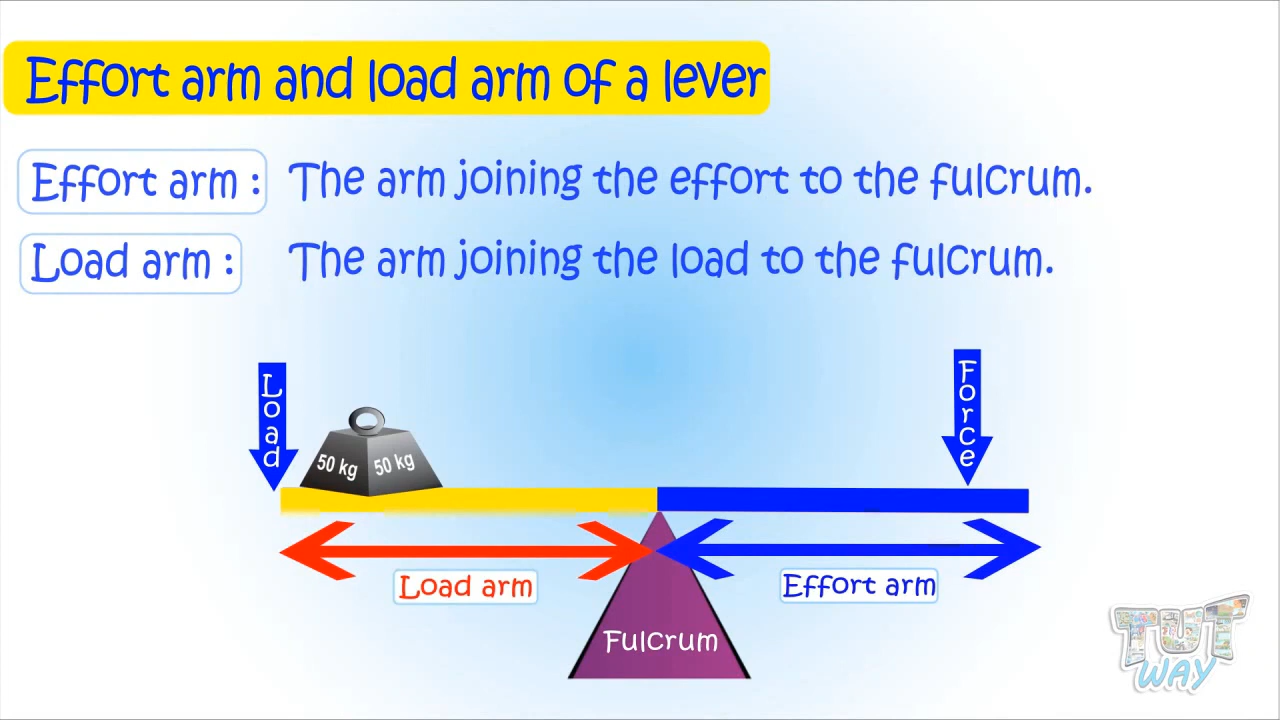 Effort arm and load arm of a lever
Effort arm : The arm joining the effort to the fulcrum.
Load arm : The arm joining the load to the fulcrum.
Load
Force
50 kg 50 kg
Load arm
Effort arm
Fulcrum
TUT
WAY